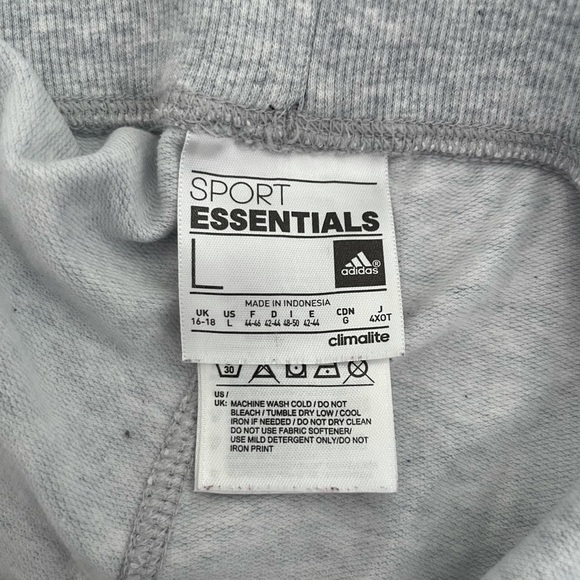 SPORT
ESSENTIALS
L
adidas®
MADE IN INDONESIA
UK US F D I E CDN J
16-18 L 44-46 42-44 48-50 42-44 G 4XOT
climalite
30
US /
UK: MACHINE WASH COLD / DO NOT
BLEACH / TUMBLE DRY LOW / COOL
IRON IF NEEDED / DO NOT DRY CLEAN
DO NOT USE FABRIC SOFTENER/
USE MILD DETERGENT ONLY/DO NOT
IRON PRINT